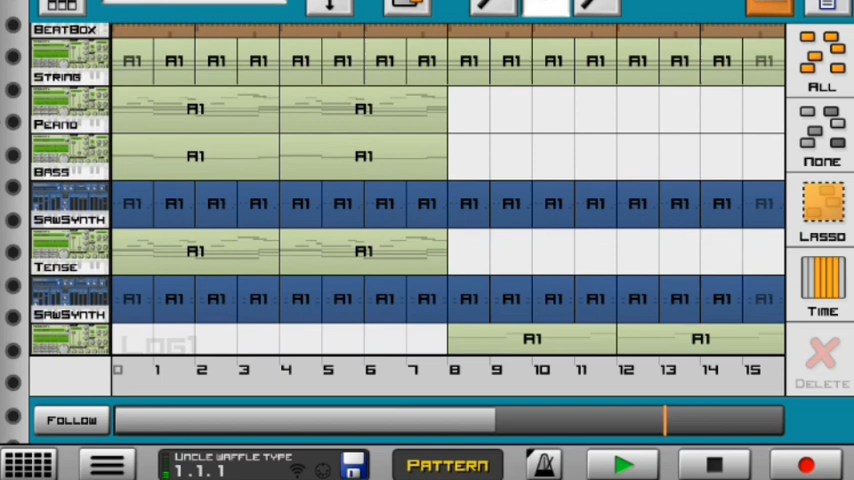 BEATBOX
A1 A1 A1 A1 A1 A1 A1 A1 A1 A1 A1 A1 A1 A1 A1 A1
STRING
ALL
A1 A1
PEANO
NONE
A1 A1
BASS
A1 A1 A1 A1 A1 A1 A1 A1 A1 A1 A1 A1 A1 A1 A1 A1
SAWSYNTH
LASSO
A1 A1
TENSE
A1 A1 A1 A1 A1 A1 A1 A1 A1 A1 A1 A1 A1 A1 A1 A1
SAWSYNTH
TIME
A1 A1
LOG1
0 1 2 3 4 5 6 7 8 9 10 11 12 13 14 15
DELETE
FOLLOW
UNCLE WAFFLE TYPE
1.1.1
PATTERN